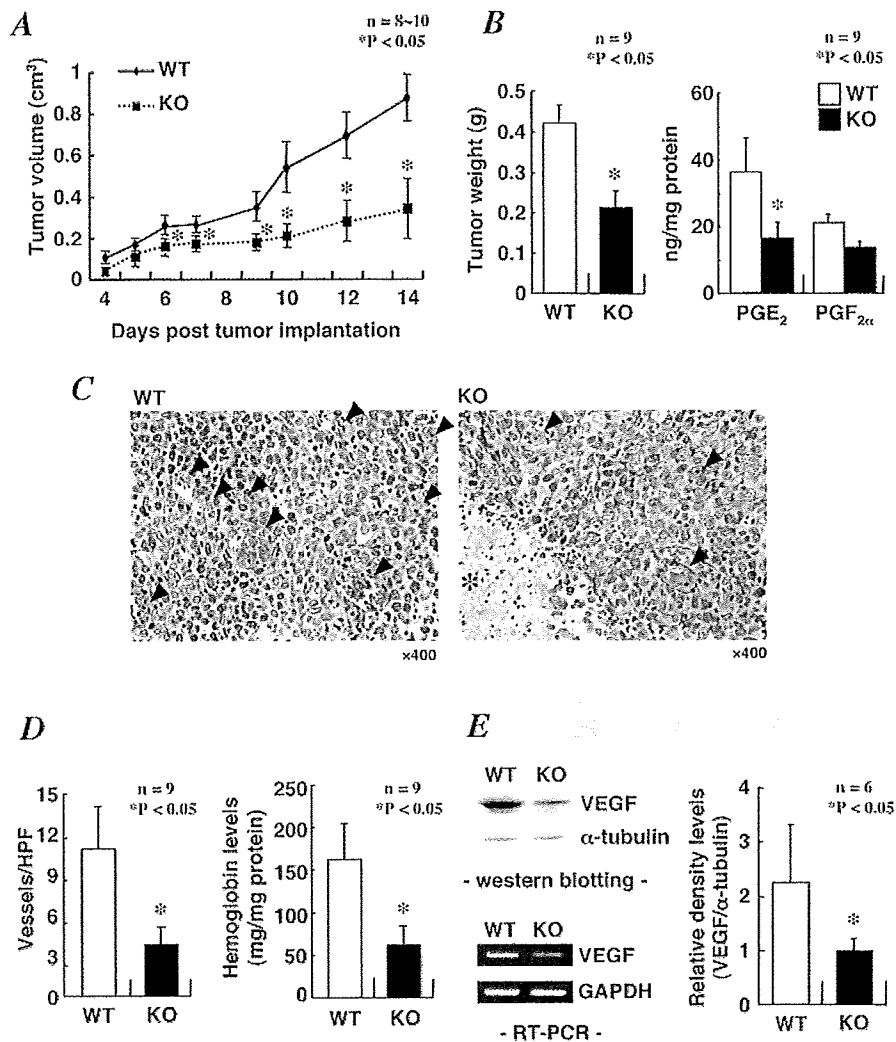 A
n = 8~10
*P < 0.05
WT
KO
Tumor volume (cm³)
1
0.8
0.6
0.4
0.2
0
* * * * * *
4 6 8 10 12 14
Days post tumor implantation
B
n = 9
*P < 0.05
Tumor weight (g)
0.5
0.4
0.3
0.2
0.1
0
*
WT KO
n = 9
*P < 0.05
WT
KO
ng/mg protein
60
40
20
0
*
PGE₂ PGF₂α
C
WT
KO
*
×400
×400
D
n = 9
*P < 0.05
Vessels/HPF
15
12
9
6
3
0
*
WT KO
n = 9
*P < 0.05
Hemoglobin levels
(mg/mg protein)
250
200
150
100
50
0
*
WT KO
E
WT KO
VEGF
α-tubulin
- western blotting -
WT KO
VEGF
GAPDH
- RT-PCR -
n = 6
*P < 0.05
Relative density levels
(VEGF/α-tubulin)
4
3
2
1
0
*
WT KO